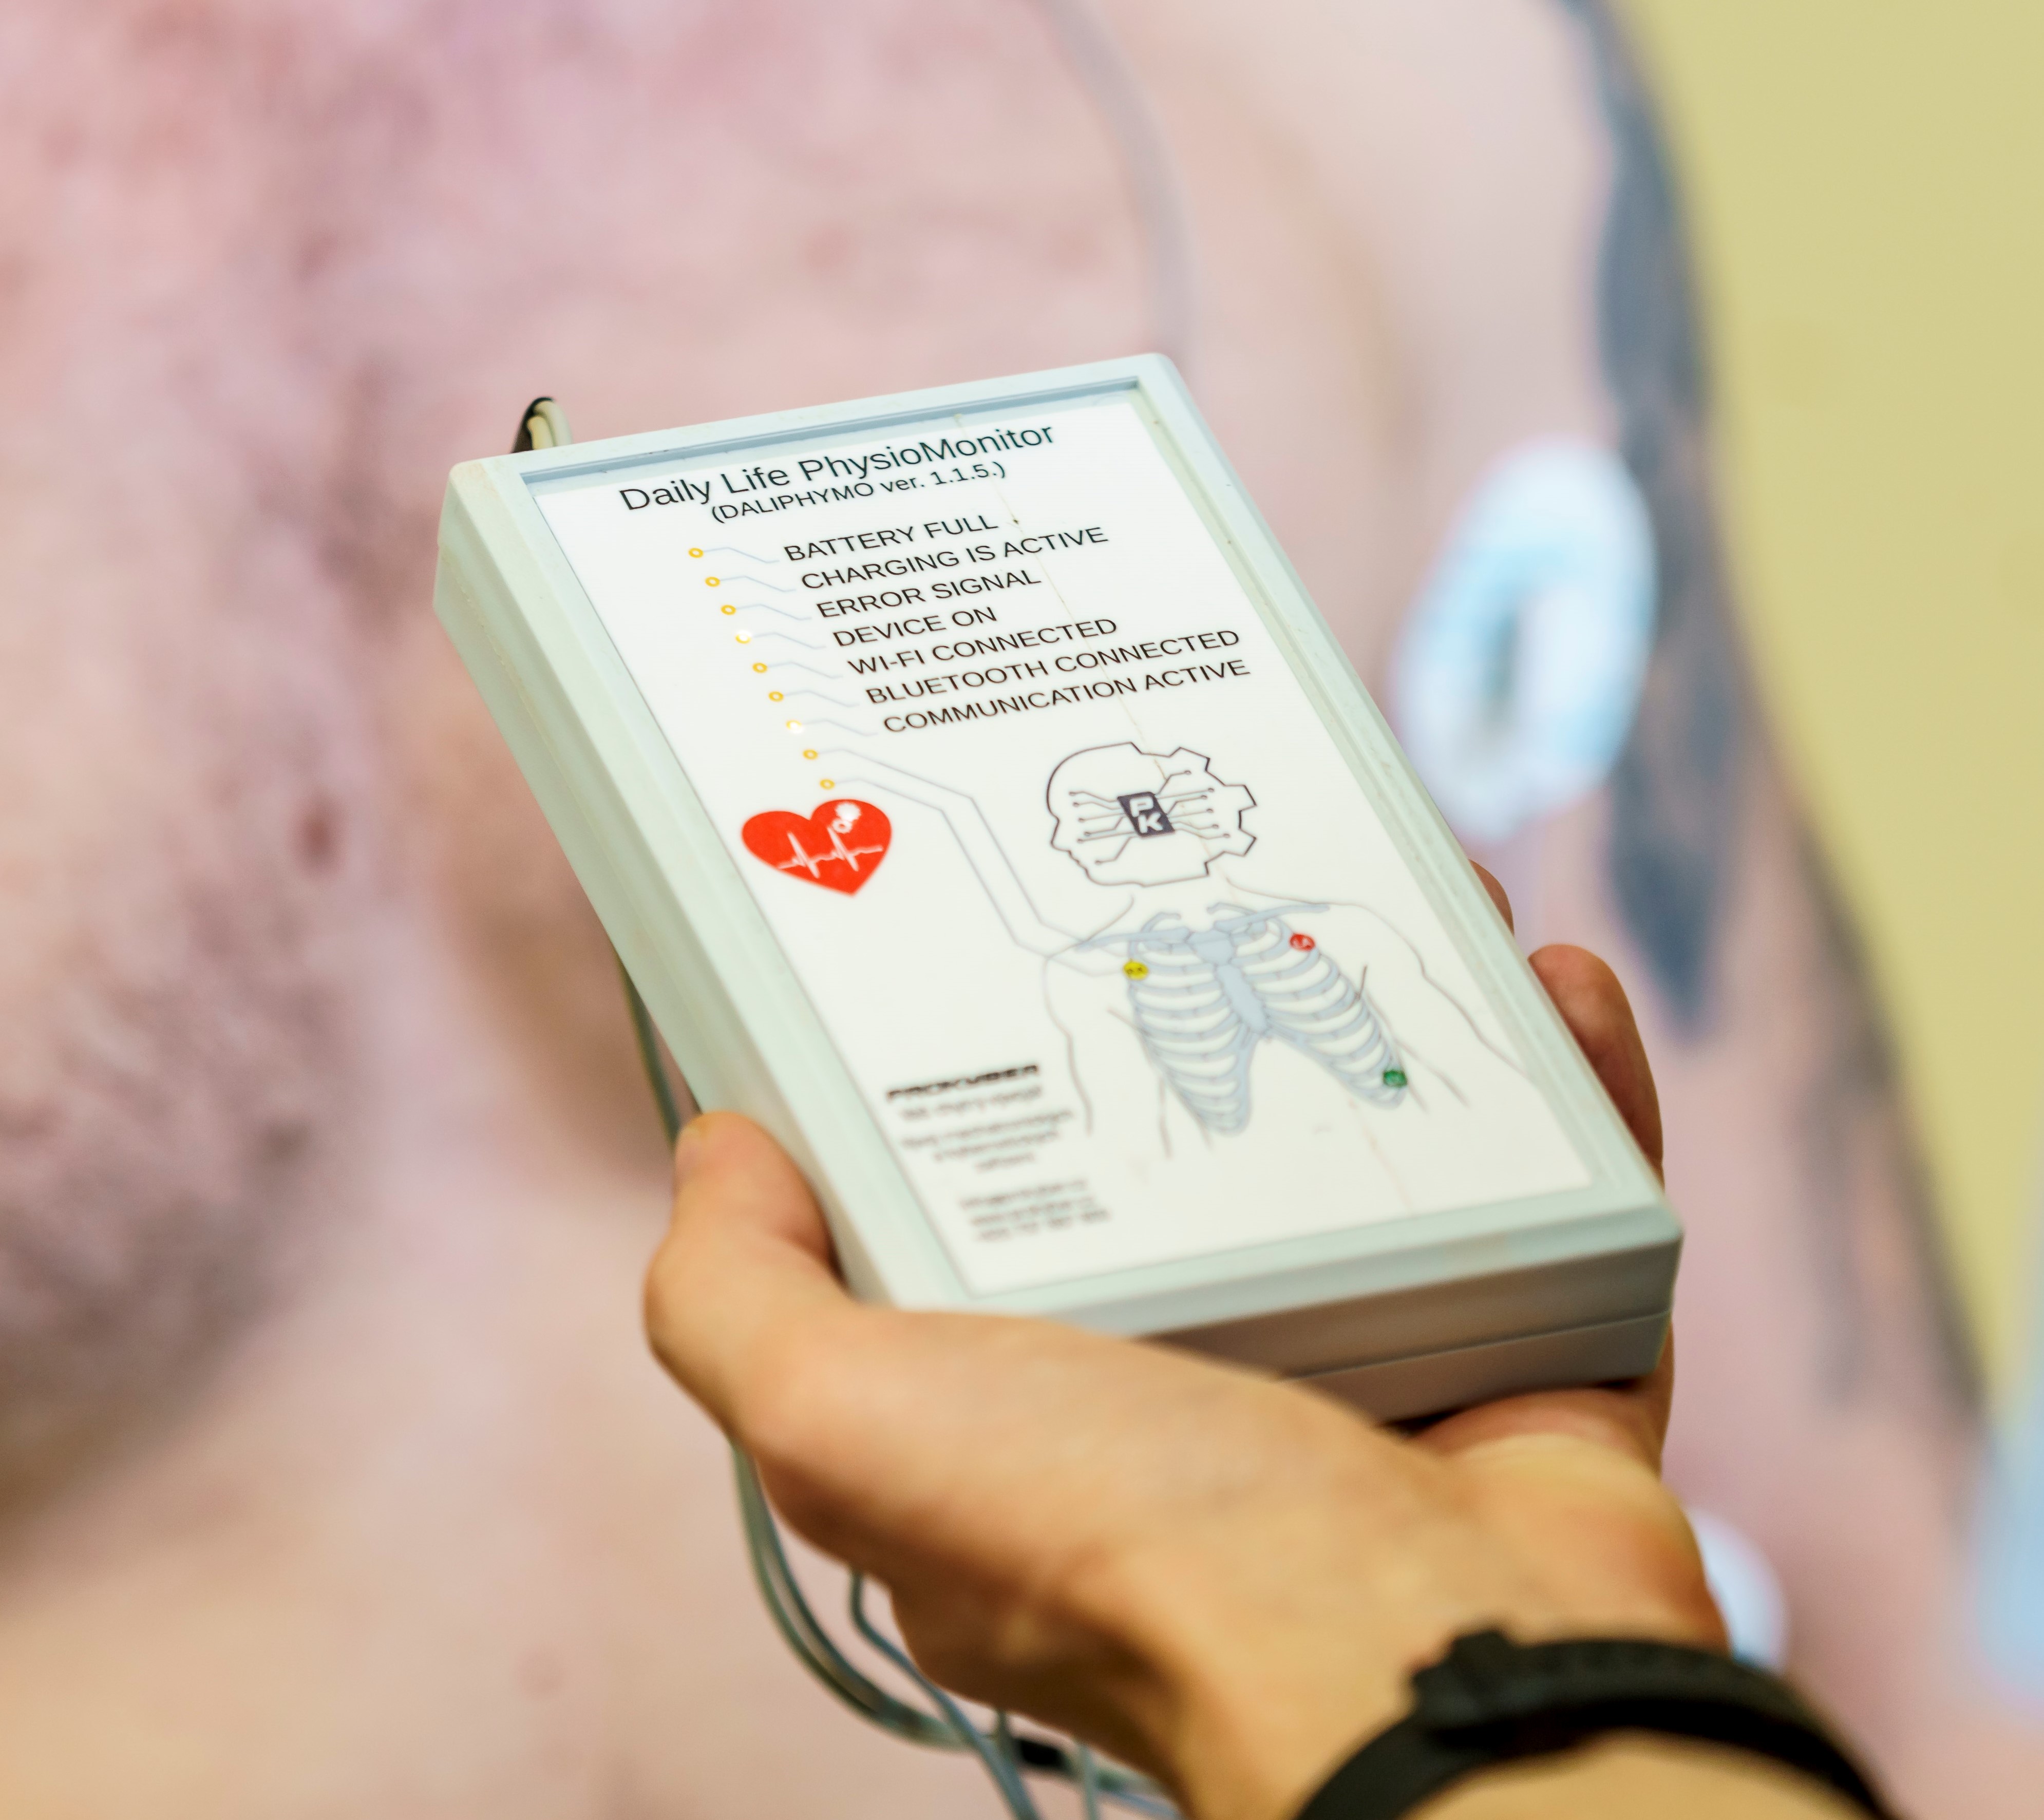 Daily Life PhysioMonitor
(DALIPHYMO ver. 1.1.5.)
BATTERY FULL
CHARGING IS ACTIVE
ERROR SIGNAL
DEVICE ON
WI-FI CONNECTED
BLUETOOTH CONNECTED
COMMUNICATION ACTIVE
P
K
PROKYBER